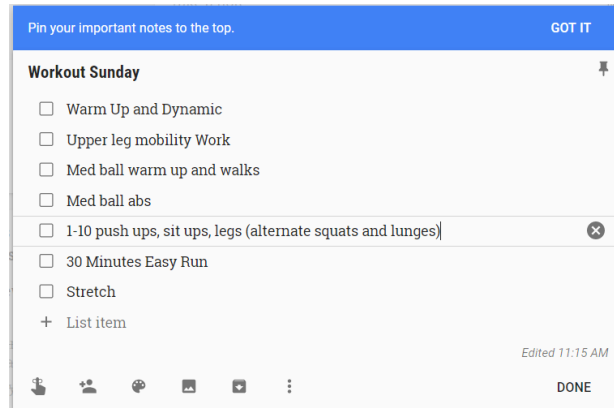 Pin your important notes to the top.
GOT IT
Workout Sunday
Warm Up and Dynamic
Upper leg mobility Work
Med ball warm up and walks
Med ball abs
1-10 push ups, sit ups, legs (alternate squats and lunges)
30 Minutes Easy Run
Stretch
+ List item
Edited 11:15 AM
DONE